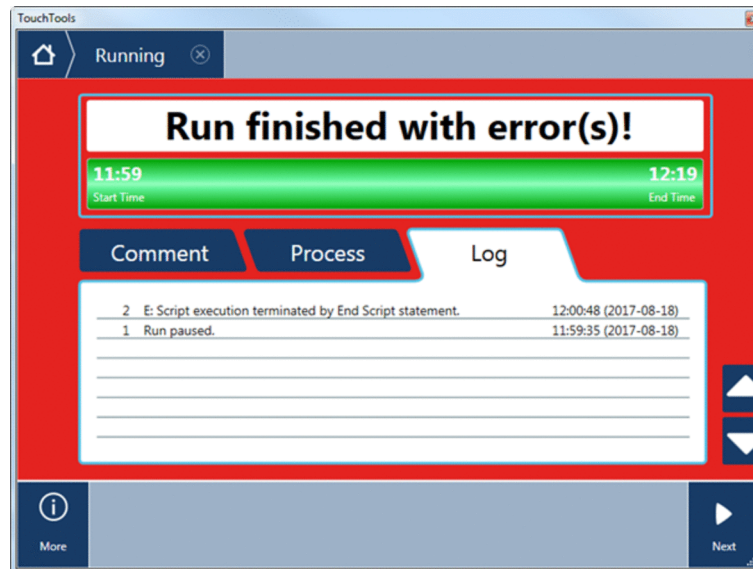 TouchTools
Running
Run finished with error(s)!
11:59 12:19
Start Time End Time
Comment Process Log
2 E: Script execution terminated by End Script statement. 12:00:48 (2017-08-18)
1 Run paused. 11:59:35 (2017-08-18)
More Next